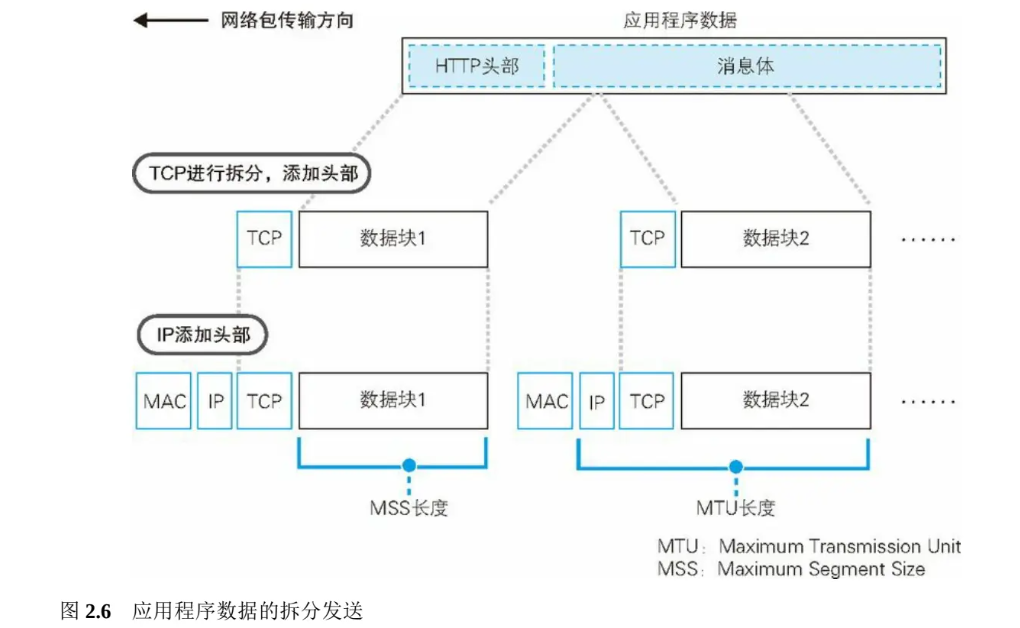 网络包传输方向
应用程序数据
HTTP头部 消息体
TCP进行拆分，添加头部
TCP 数据块1 TCP 数据块2 ······
IP添加头部
MAC IP TCP 数据块1 MAC IP TCP 数据块2 ······
MSS长度 MTU长度
MTU：Maximum Transmission Unit
MSS：Maximum Segment Size
图 2.6 应用程序数据的拆分发送